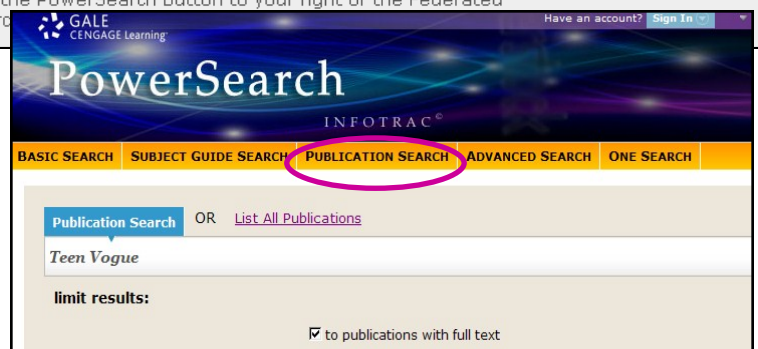 the PowerSearch button to your right or the Federated
GALE
CENGAGE Learning
Have an account? Sign In
PowerSearch
INFOTRAC
BASIC SEARCH SUBJECT GUIDE SEARCH PUBLICATION SEARCH ADVANCED SEARCH ONE SEARCH
Publication Search OR List All Publications
Teen Vogue
limit results:
to publications with full text